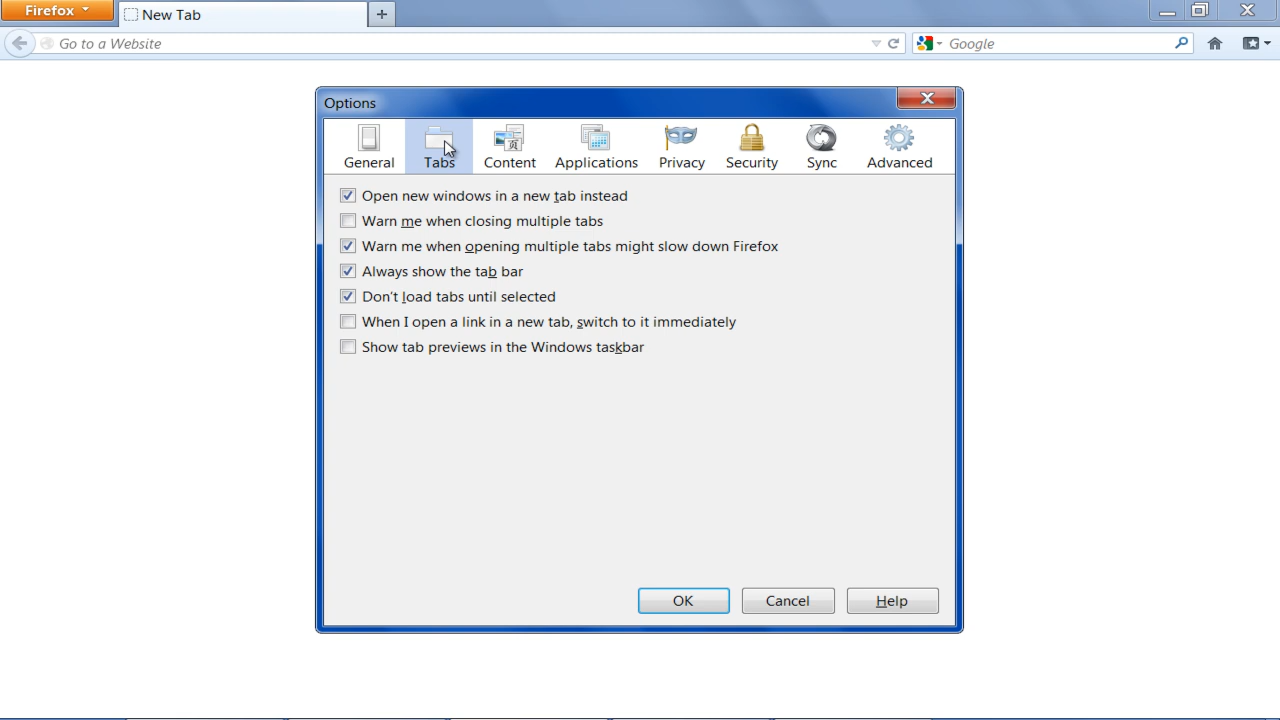 Firefox
New Tab
+
Go to a Website
Google
Options
General
Tabs
Content
Applications
Privacy
Security
Sync
Advanced
Open new windows in a new tab instead
Warn me when closing multiple tabs
Warn me when opening multiple tabs might slow down Firefox
Always show the tab bar
Don't load tabs until selected
When I open a link in a new tab, switch to it immediately
Show tab previews in the Windows taskbar
OK
Cancel
Help